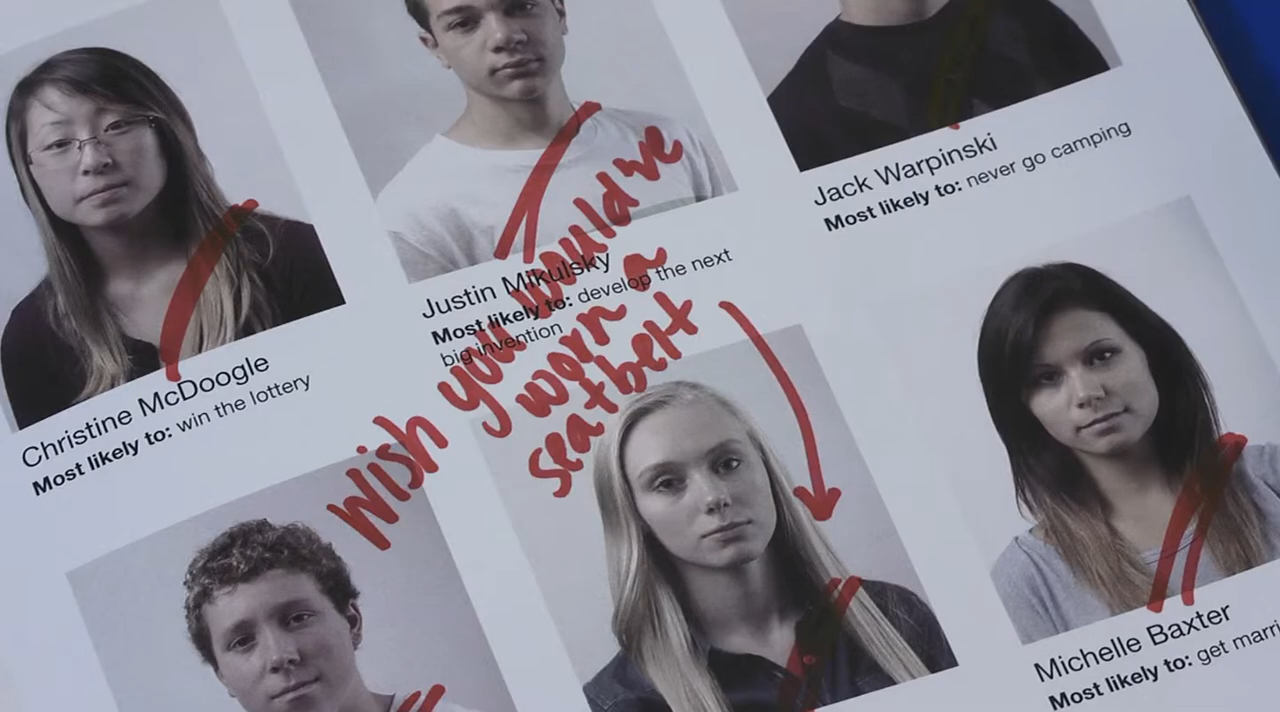 Jack Warpinski
Most likely to: never go camping
Justin Mikulsky
Most likely to: develop the next
big invention
Christine McDoogle
Most likely to: win the lottery
Wish you would've
worn a
seatbelt
Michelle Baxter
Most likely to: get marri